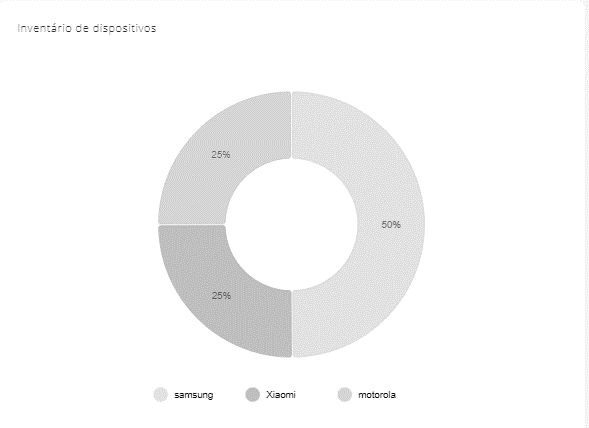 Inventário de dispositivos
25%
50%
25%
samsung
Xiaomi
motorola